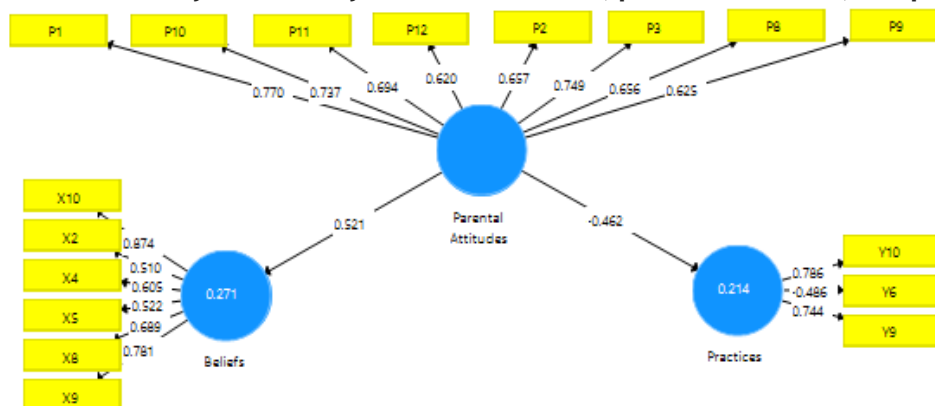 P1
P10
P11
P12
P2
P3
P8
P9
0.770
0.737
0.694
0.620
0.657
0.749
0.656
0.625
Parental
Attitudes
0.521
-0.462
X10
X2
X4
X5
X8
X9
0.874
0.510
0.605
0.522
0.689
0.781
0.271
Beliefs
0.214
Practices
0.786
-0.486
0.744
Y10
Y6
Y9